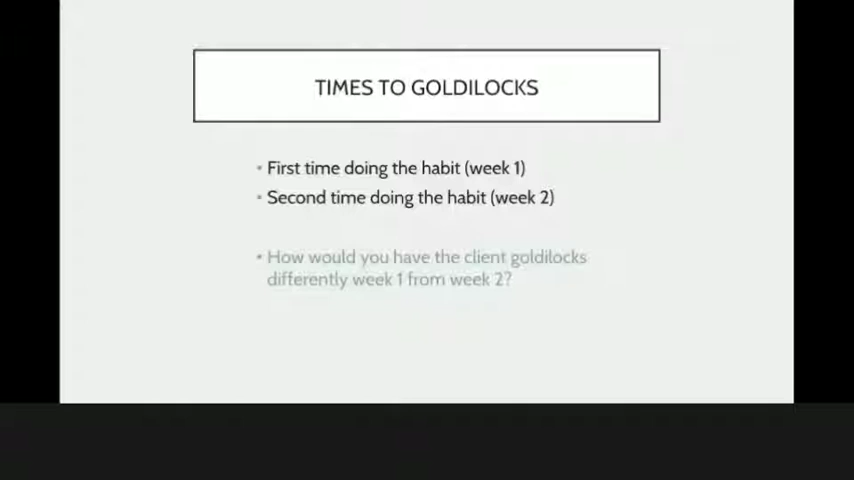 TIMES TO GOLDILOCKS
• First time doing the habit (week 1)
• Second time doing the habit (week 2)
• How would you have the client goldilocks
differently week 1 from week 2?